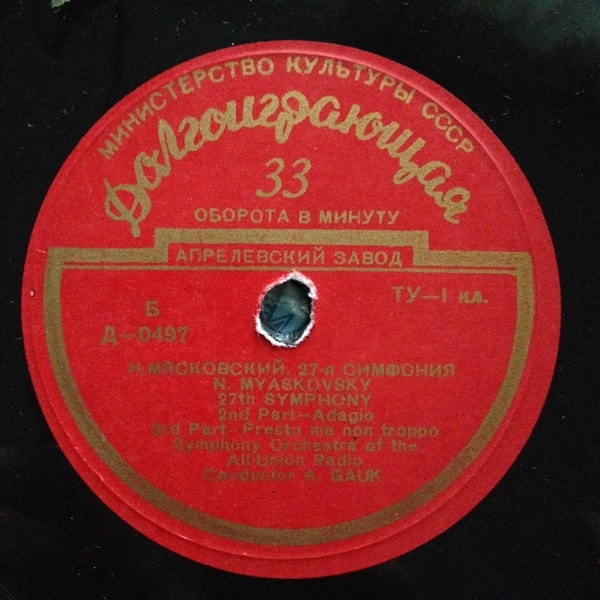 МИНИСТЕРСТВО КУЛЬТУРЫ СССР
Долгоиграющая
33
ОБОРОТА В МИНУТУ
АПРЕЛЕВСКИЙ ЗАВОД
Б
Д—0497
ТУ—I кл.
Н. МЯСКОВСКИЙ, 27-я СИМФОНИЯ
N. MYASKOVSKY
27th SYMPHONY
2nd Part—Adagio
3rd Part-Presto ma non troppo
Symphony Orchestra of the
All-Union Radio
Conductor A. GAUK